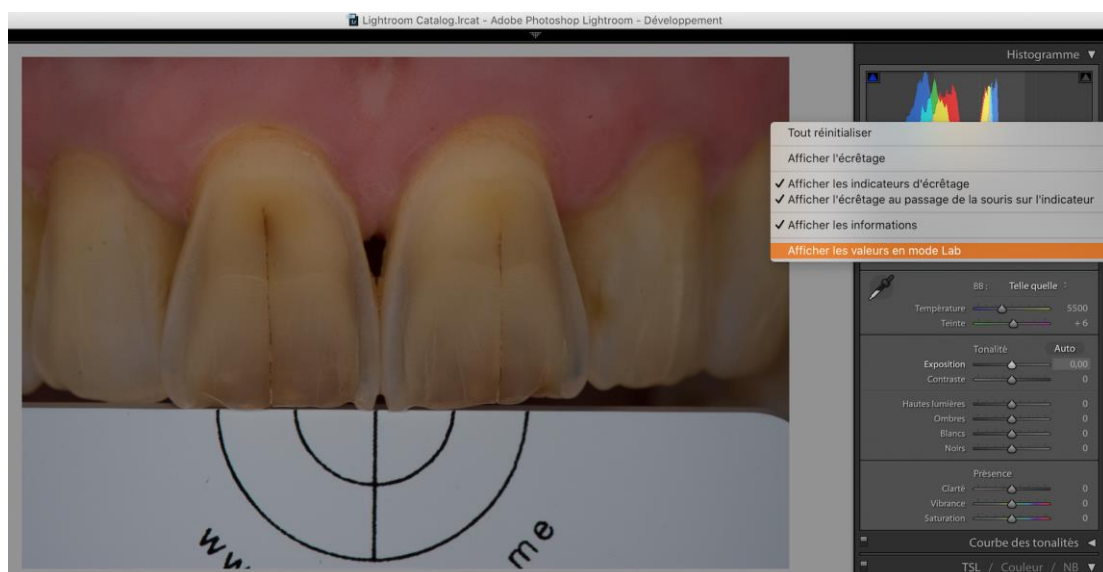 Lightroom Catalog.lrcat - Adobe Photoshop Lightroom - Développement
Histogramme
Tout réinitialiser
Afficher l'écrêtage
✓ Afficher les indicateurs d'écrêtage
✓ Afficher l'écrêtage au passage de la souris sur l'indicateur
✓ Afficher les informations
Afficher les valeurs en mode Lab
BB : Telle quelle
Température 5500
Teinte + 6
Tonalité Auto
Exposition 0,00
Contraste 0
Hautes lumières 0
Ombres 0
Blancs 0
Noirs 0
Présence
Clarté 0
Vibrance 0
Saturation 0
Courbe des tonalités
TSL / Couleur / NB
ww.
me